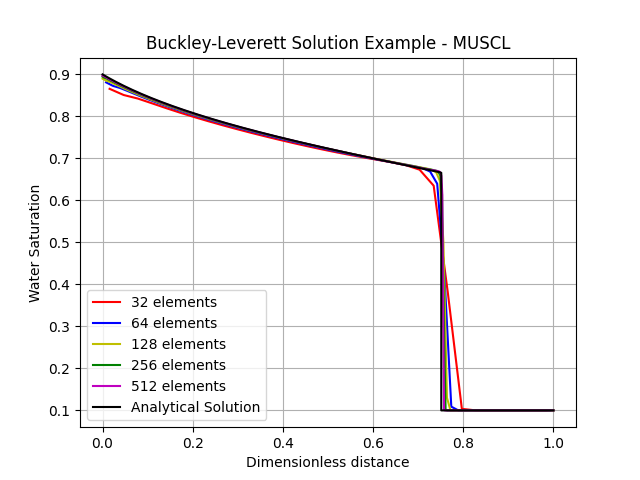 Buckley-Leverett Solution Example - MUSCL
Water Saturation
0.9
0.8
0.7
0.6
0.5
0.4
0.3
0.2
0.1
32 elements
64 elements
128 elements
256 elements
512 elements
Analytical Solution
0.0 0.2 0.4 0.6 0.8 1.0
Dimensionless distance